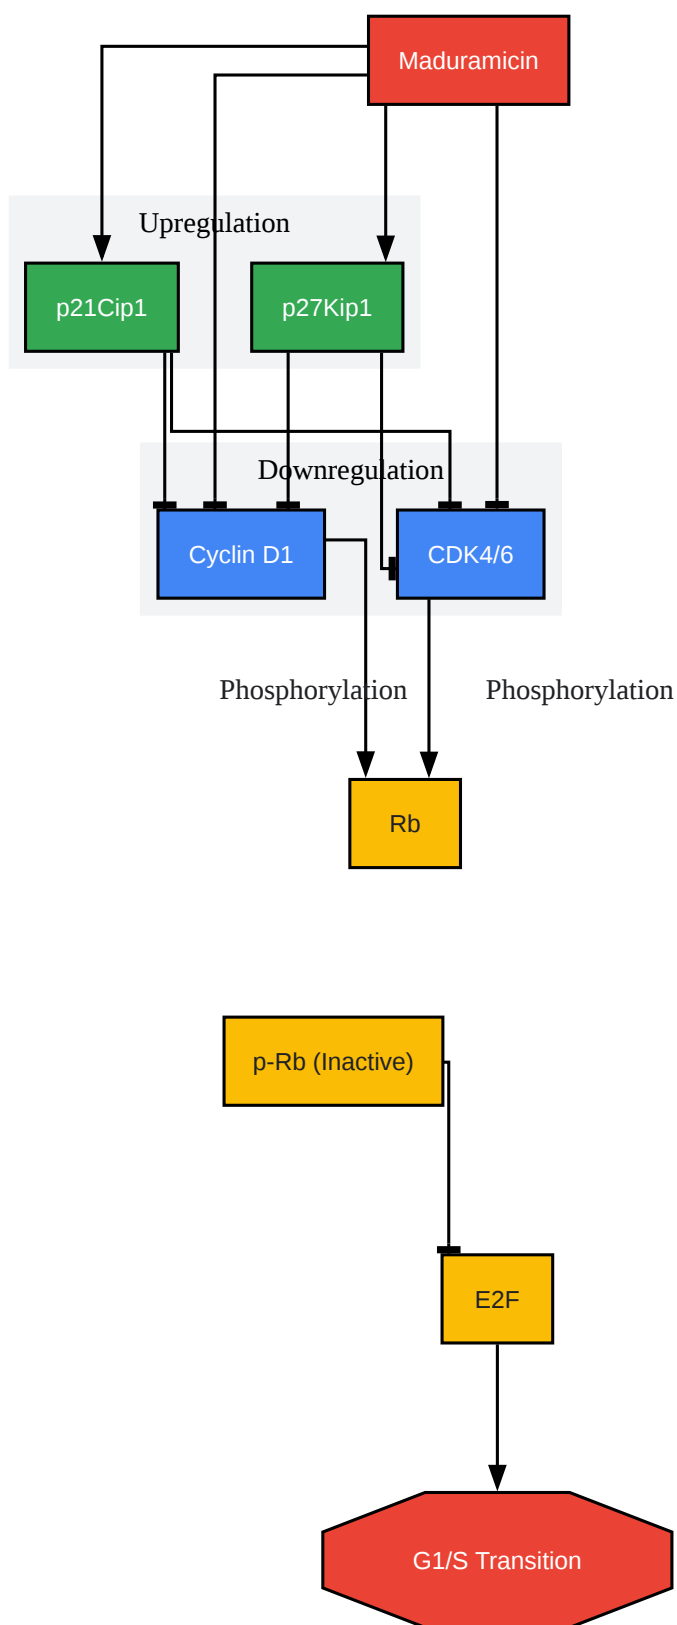 Maduramicin
Upregulation
p21Cip1
p27Kip1
Downregulation
Cyclin D1
CDK4/6
Phosphorylation
Phosphorylation
Rb
p-Rb (Inactive)
E2F
G1/S Transition